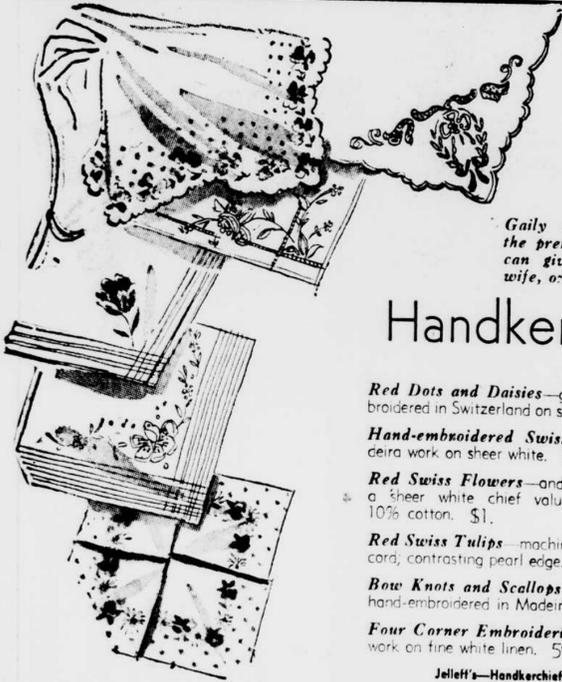 Gaily
the
can
wife,
Handker
Red Dots and Daisies—
broidered in Switzerland on s
Hand-embroidered Swis
deira work on sheer white.
Red Swiss Flowers—and
a sheer white chief valu
10% cotton. $1.
Red Swiss Tulips—machin
cord; contrasting pearl edge
Bow Knots and Scallops
hand-embroidered in Madeir
Four Corner Embroider
work on fine white linen.
Jelleff's—Handkerchief